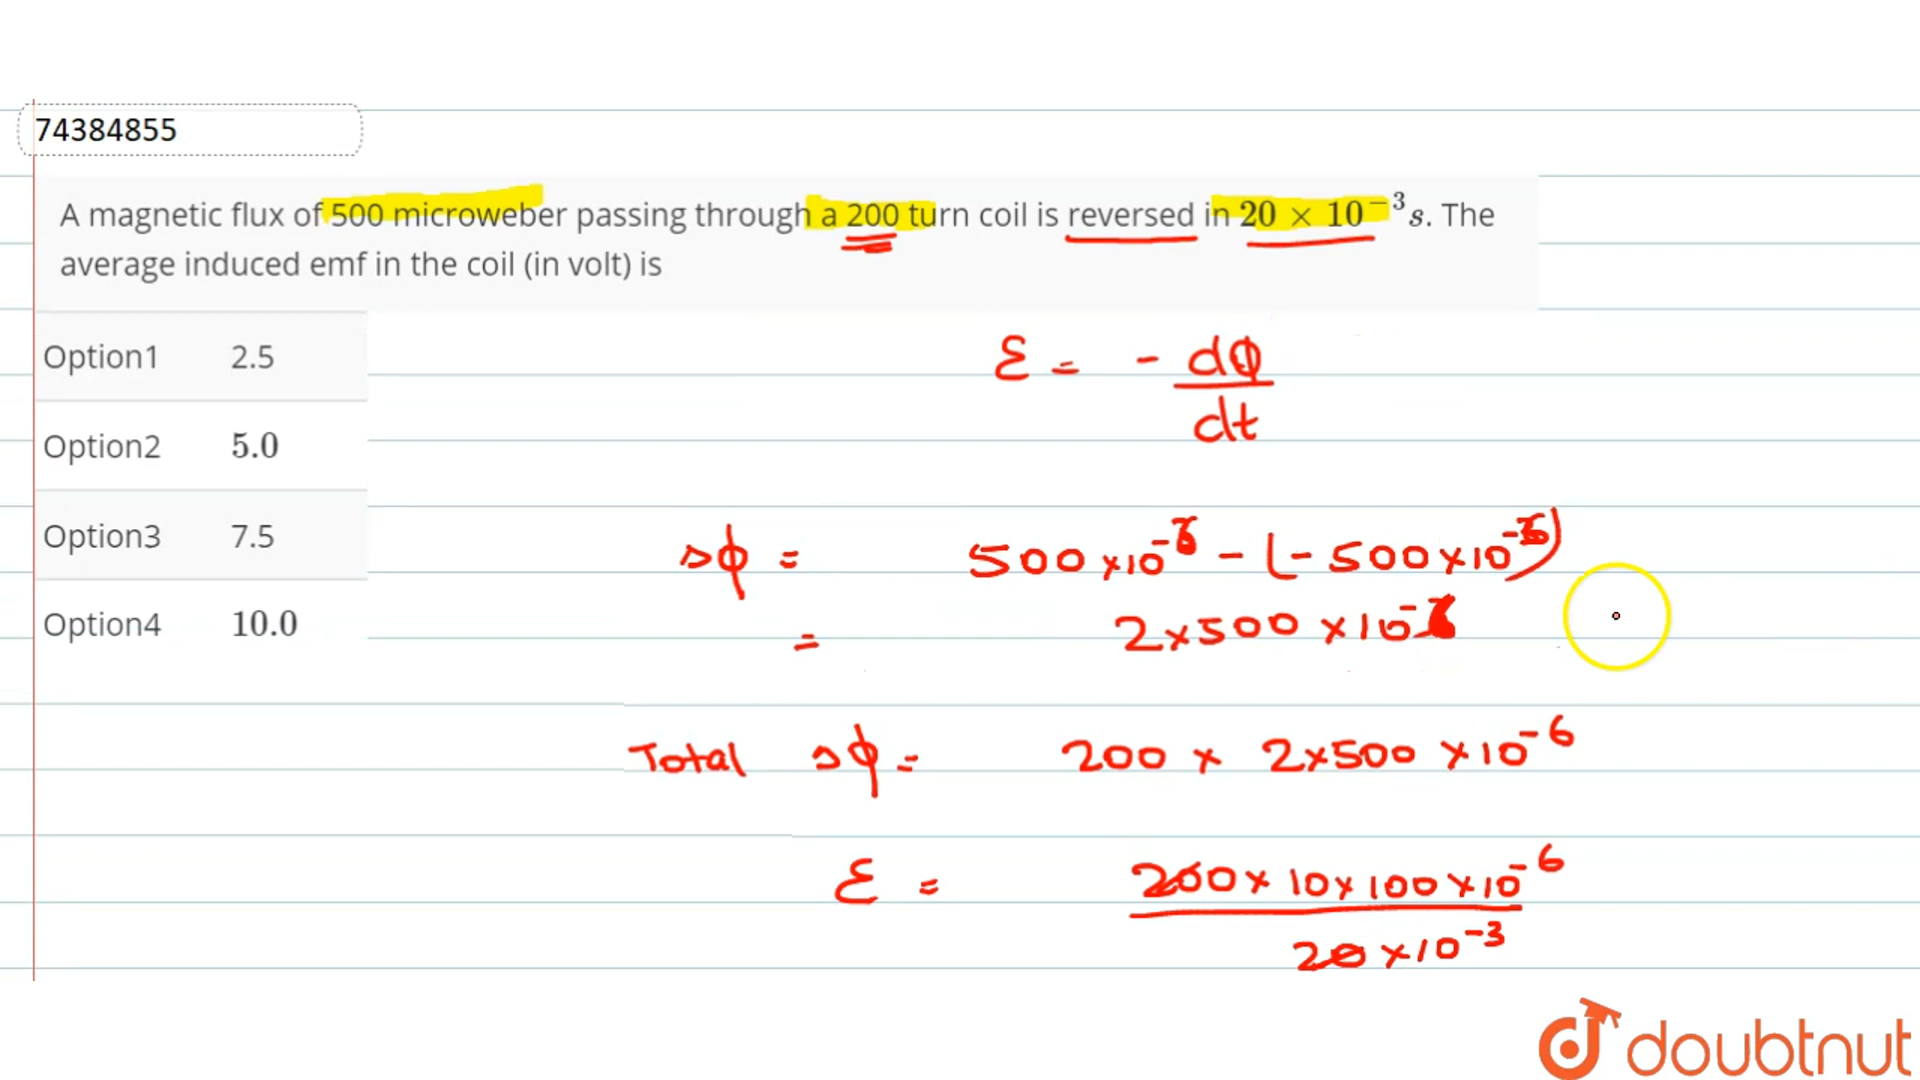 74384855
A magnetic flux of 500 microweber passing through a 200 turn coil is reversed in 20 × 10⁻³s. The
average induced emf in the coil (in volt) is
Option1 2.5
Option2 5.0
Option3 7.5
Option4 10.0
ε = - dΦ/dt
Δϕ = 500×10⁻⁶ - (-500×10⁻⁶)
= 2×500×10⁻⁶
Total Δϕ = 200 × 2×500 ×10⁻⁶
ε = 200× 10×100×10⁻⁶ / 20×10⁻³
doubtnut